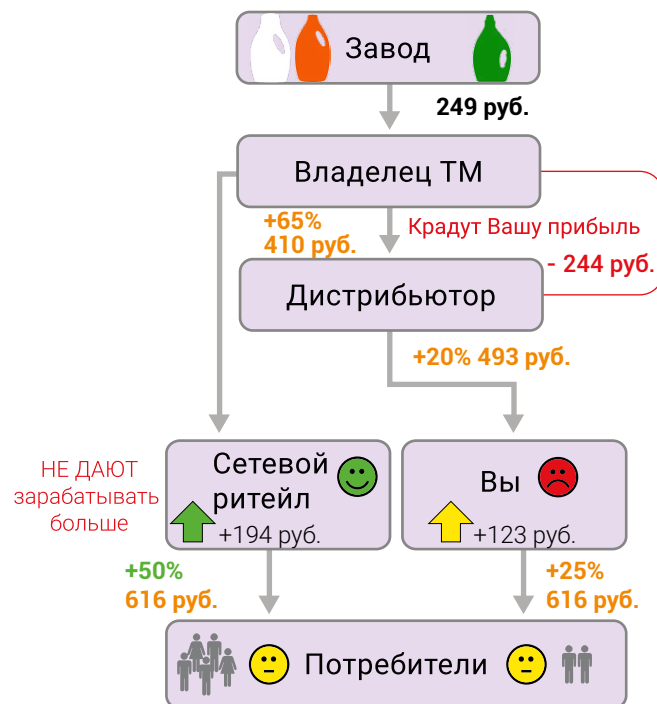 Завод
249 руб.
Владелец ТМ
+65%
410 руб.
Крадут Вашу прибыль
- 244 руб.
Дистрибьютор
+20% 493 руб.
НЕ ДАЮТ
зарабатывать
больше
Сетевой
ритейл
+194 руб.
Вы
+123 руб.
+50%
616 руб.
+25%
616 руб.
Потребители